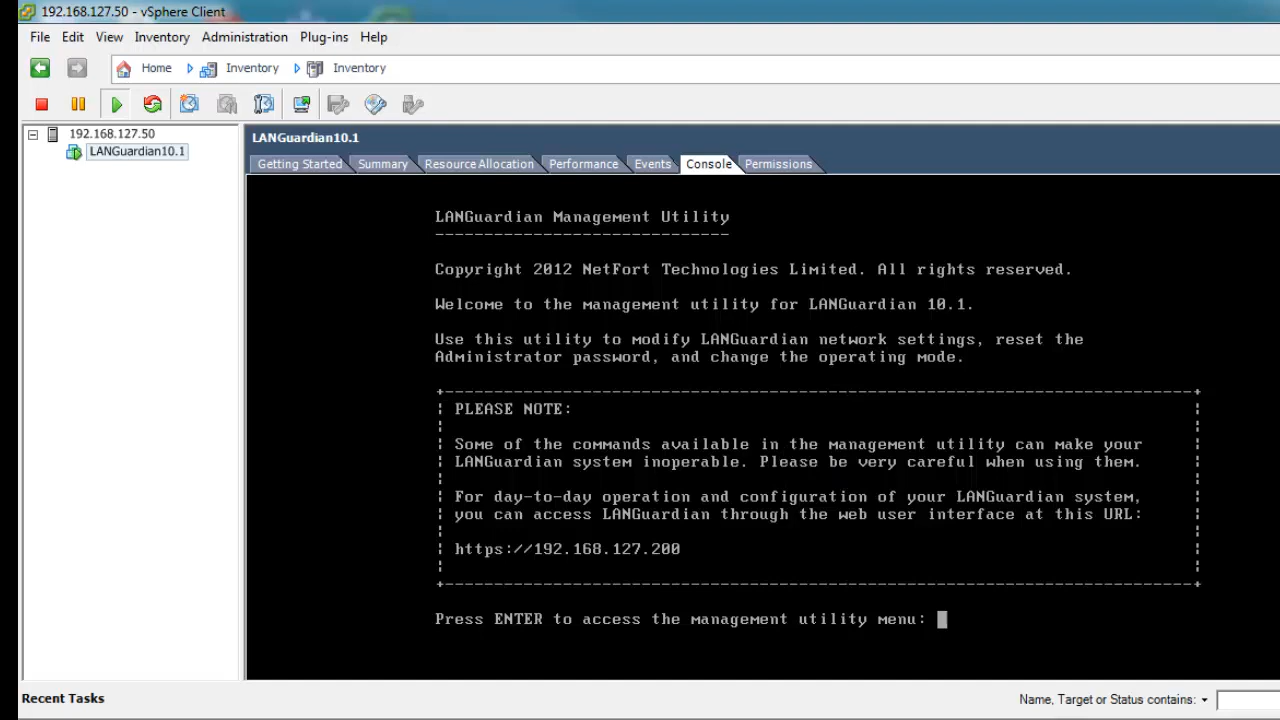 192.168.127.50 - vSphere Client
File Edit View Inventory Administration Plug-ins Help
Home Inventory Inventory
192.168.127.50
LANGuardian10.1
LANGuardian10.1
Getting Started Summary Resource Allocation Performance Events Console Permissions
LANGuardian Management Utility
------------------------------
Copyright 2012 NetFort Technologies Limited. All rights reserved.
Welcome to the management utility for LANGuardian 10.1.
Use this utility to modify LANGuardian network settings, reset the
Administrator password, and change the operating mode.
PLEASE NOTE:
Some of the commands available in the management utility can make your
LANGuardian system inoperable. Please be very careful when using them.
For day-to-day operation and configuration of your LANGuardian system,
you can access LANGuardian through the web user interface at this URL:
https://192.168.127.200
Press ENTER to access the management utility menu:
Recent Tasks
Name, Target or Status contains: